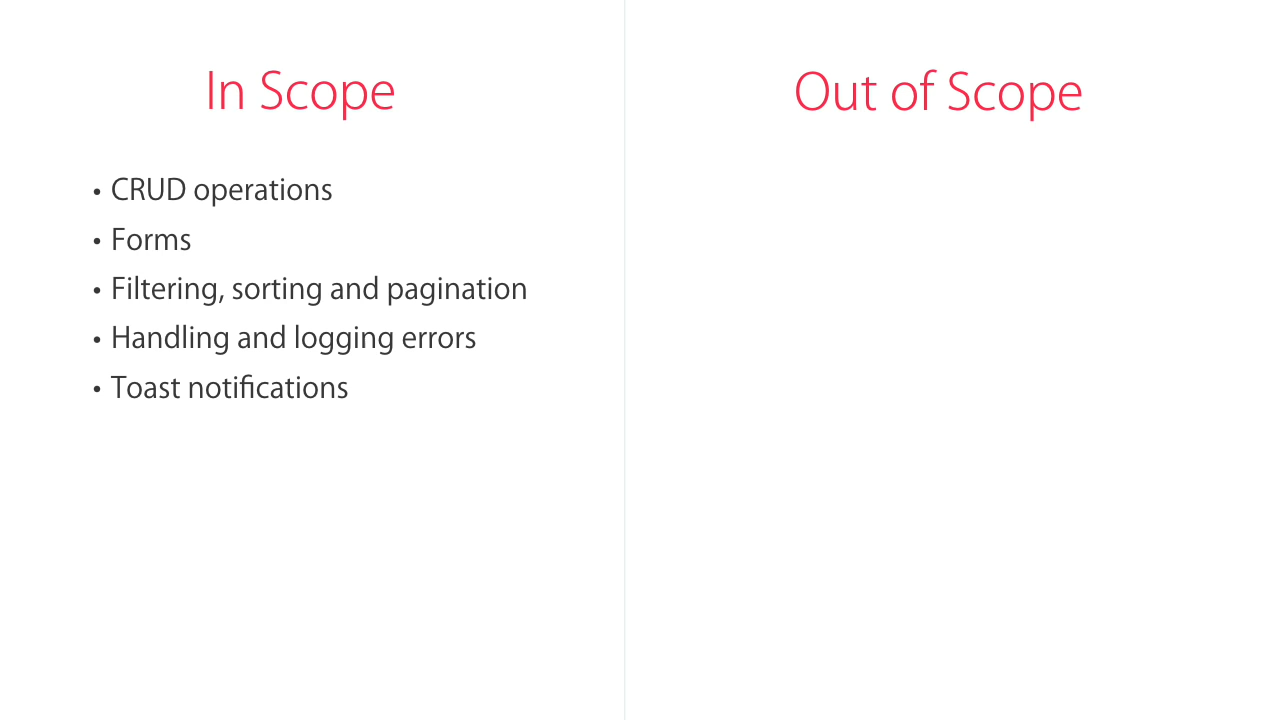 In Scope
• CRUD operations
• Forms
• Filtering, sorting and pagination
• Handling and logging errors
• Toast notifications
Out of Scope